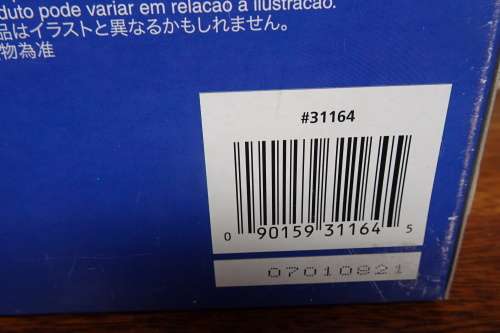 duto pode variar em relacao a ilustracao.
品はイラストと異なるかもしれません。
物為准
#31164
0 90159 31164 5
07010821